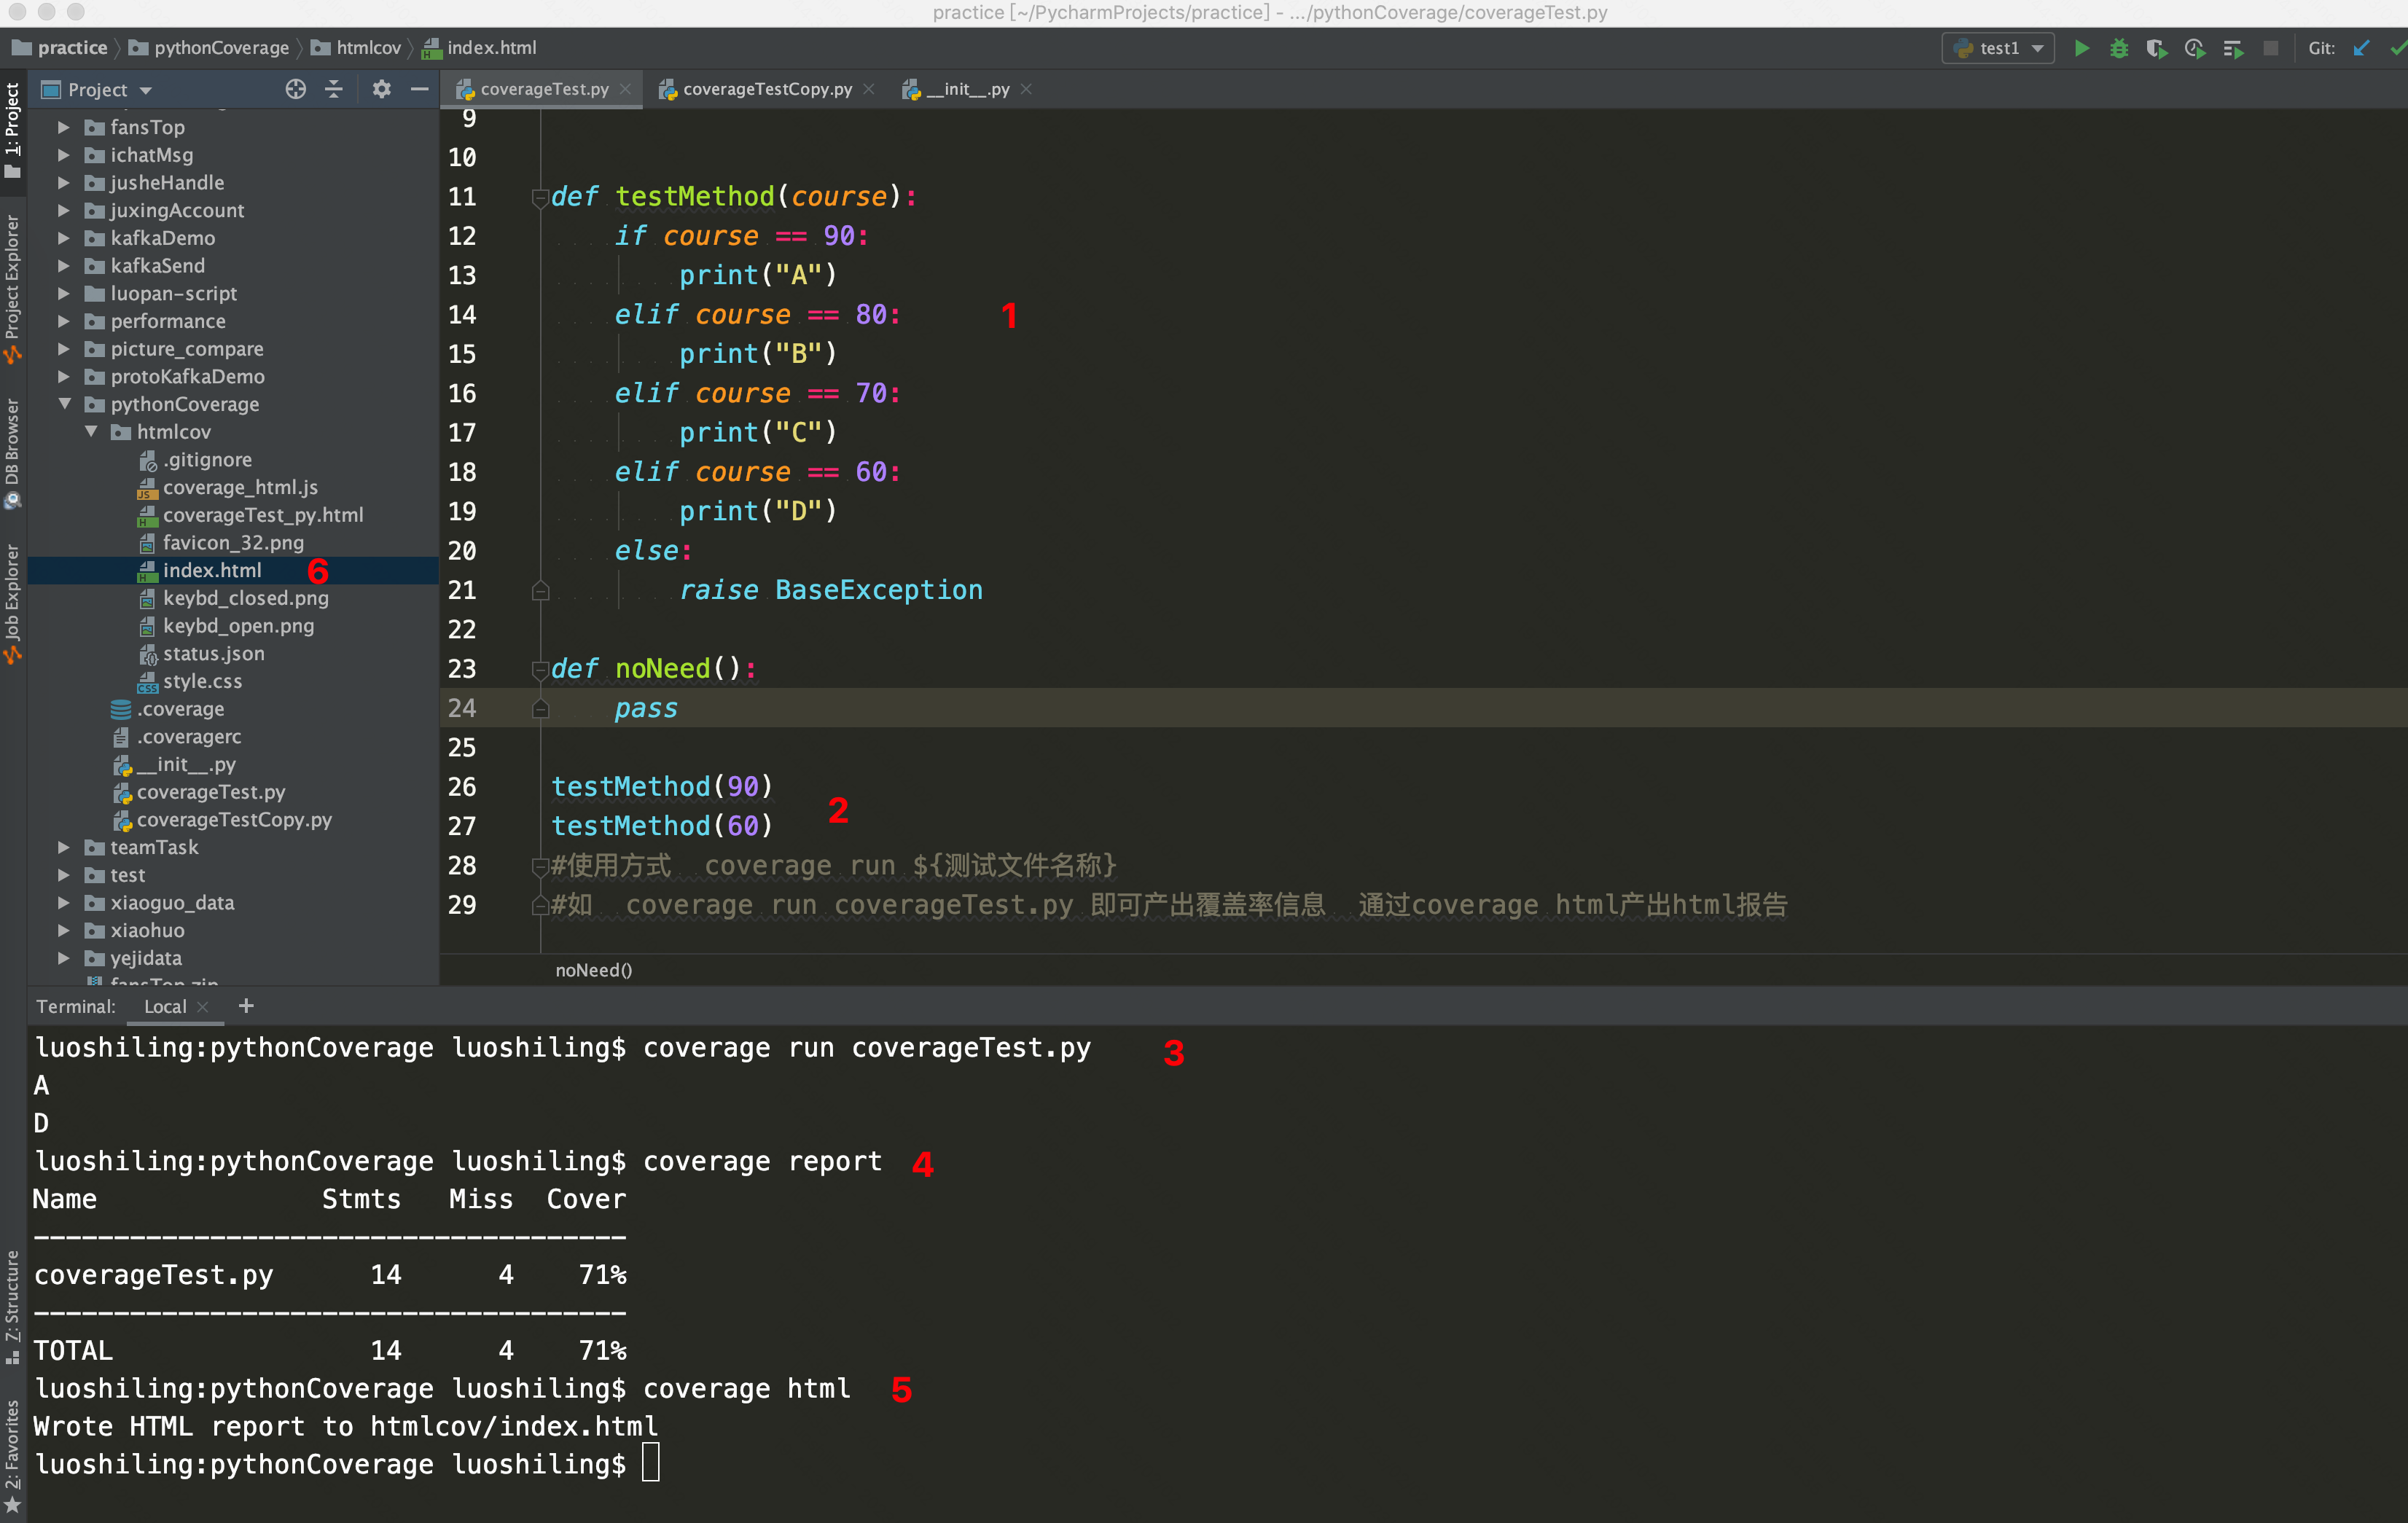 practice [~/PycharmProjects/practice] - .../pythonCoverage/coverageTest.py
practice pythonCoverage htmlcov index.html
test1 Git:
Project
coverageTest.py coverageTestCopy.py __init__.py
1: Project
Project Explorer
DB Browser
Job Explorer
Z: Structure
2: Favorites
fansTop
ichatMsg
jusheHandle
juxingAccount
kafkaDemo
kafkaSend
luopan-script
performance
picture_compare
protoKafkaDemo
pythonCoverage
htmlcov
.gitignore
coverage_html.js
coverageTest_py.html
favicon_32.png
index.html 6
keybd_closed.png
keybd_open.png
status.json
style.css
.coverage
.coveragerc
__init__.py
coverageTest.py
coverageTestCopy.py
teamTask
test
xiaoguo_data
xiaohuo
yejidata
fansTop.zip
9
10
11 def testMethod(course):
12 if course == 90:
13 print("A")
14 elif course == 80: 1
15 print("B")
16 elif course == 70:
17 print("C")
18 elif course == 60:
19 print("D")
20 else:
21 raise BaseException
22
23 def noNeed():
24 pass
25
26 testMethod(90)
2
27 testMethod(60)
28 #使用方式 coverage run ${测试文件名称}
29 #如 coverage run coverageTest.py 即可产出覆盖率信息 通过coverage html产出html报告
noNeed()
Terminal: Local +
luoshiling:pythonCoverage luoshiling$ coverage run coverageTest.py 3
A
D
luoshiling:pythonCoverage luoshiling$ coverage report 4
Name Stmts Miss Cover
-------------------------------------
coverageTest.py 14 4 71%
-------------------------------------
TOTAL 14 4 71%
luoshiling:pythonCoverage luoshiling$ coverage html 5
Wrote HTML report to htmlcov/index.html
luoshiling:pythonCoverage luoshiling$